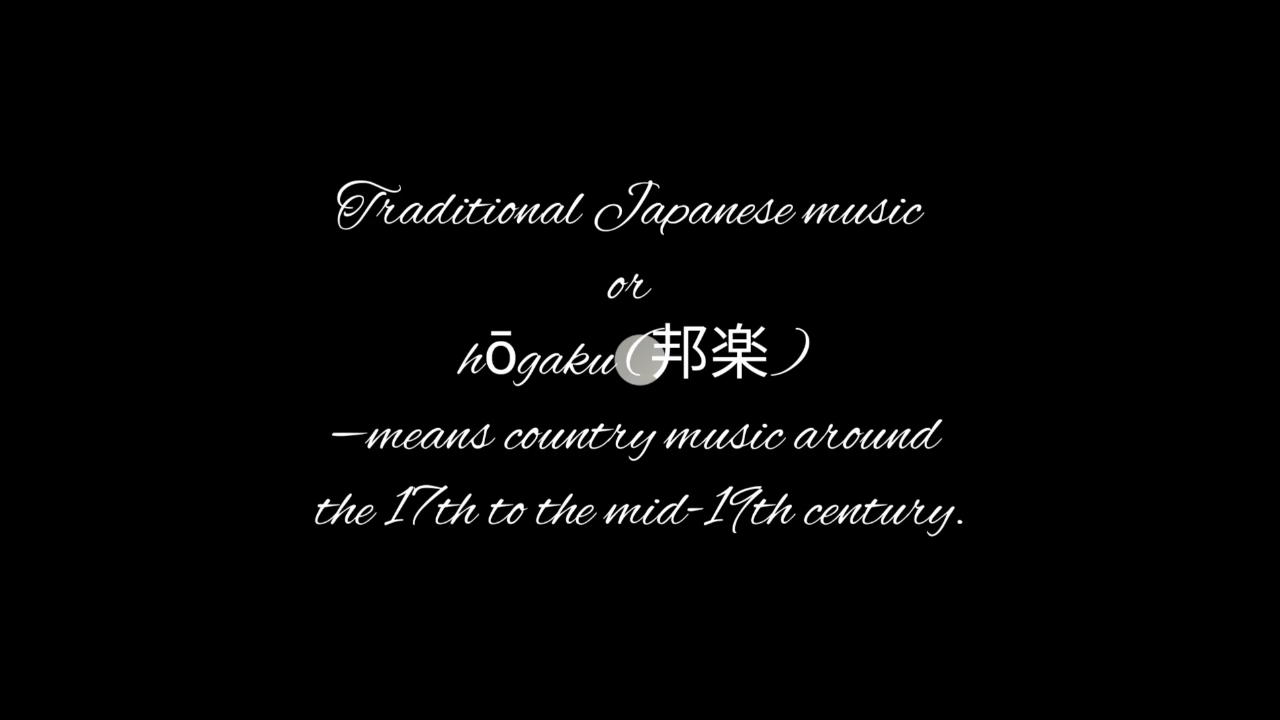 Traditional Japanese music
or
hōgaku(邦楽)
—means country music around
the 17th to the mid-19th century.